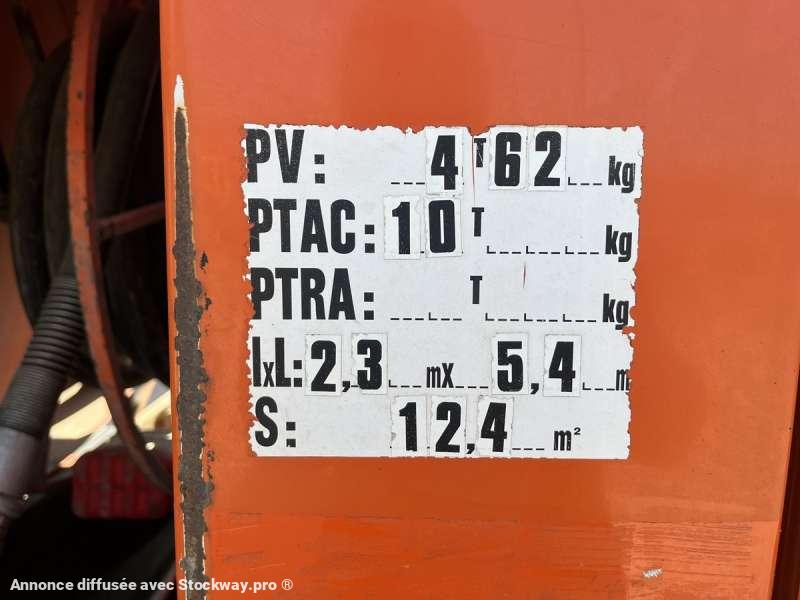 PV: 4 T 62 kg
PTAC: 10 T kg
PTRA: T kg
lxL: 2,3 mx 5,4 m
S: 12,4 m²
Annonce diffusée avec Stockway.pro ®